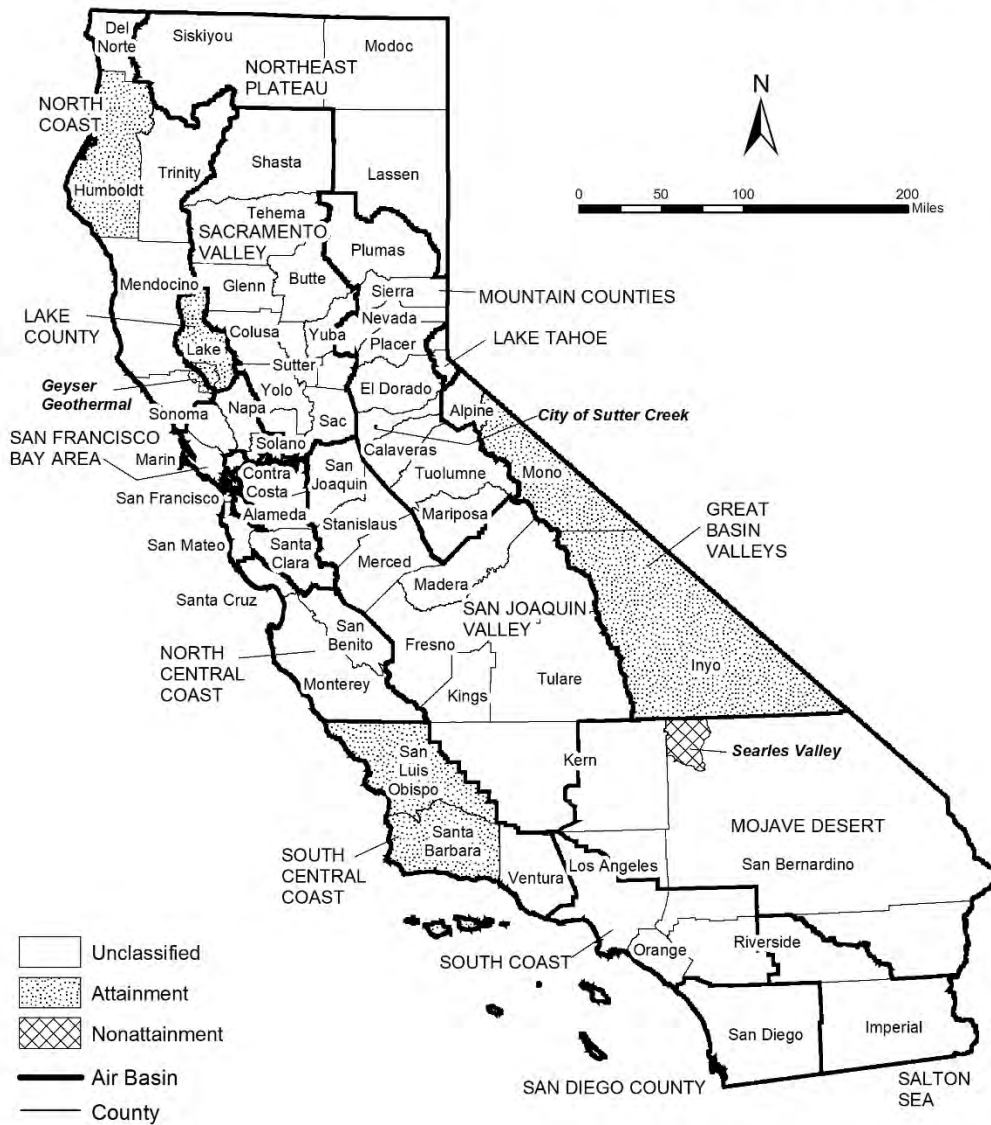 Del
Norte
Siskiyou
Modoc
NORTHEAST
PLATEAU
N
NORTH
COAST
Shasta
Trinity
Lassen
Humboldt
0 50 100 200
Miles
Tehema
SACRAMENTO
VALLEY
Plumas
Mendocino
Glenn
Butte
Sierra
MOUNTAIN COUNTIES
LAKE
COUNTY
Colusa
Yuba
Nevada
Placer
LAKE TAHOE
Lake
Sutter
Geyser
Geothermal
Yolo
El Dorado
Sonoma
Napa
Sac
Alpine
City of Sutter Creek
SAN FRANCISCO
BAY AREA
Solano
Calaveras
Marin
Contra
Costa
San
Joaquin
Tuolumne
Mono
San Francisco
Alameda
Stanislaus
Mariposa
GREAT
BASIN
VALLEYS
San Mateo
Santa
Clara
Merced
Madera
Santa Cruz
SAN JOAQUIN
VALLEY
San
Benito
NORTH
CENTRAL
COAST
Fresno
Inyo
Monterey
Kings
Tulare
San
Luis
Obispo
Kern
Searles Valley
Santa
Barbara
MOJAVE DESERT
SOUTH
CENTRAL
COAST
Ventura
Los Angeles
San Bernardino
Unclassified
Attainment
Nonattainment
Air Basin
County
SOUTH COAST
Orange
Riverside
San Diego
Imperial
SAN DIEGO COUNTY
SALTON
SEA